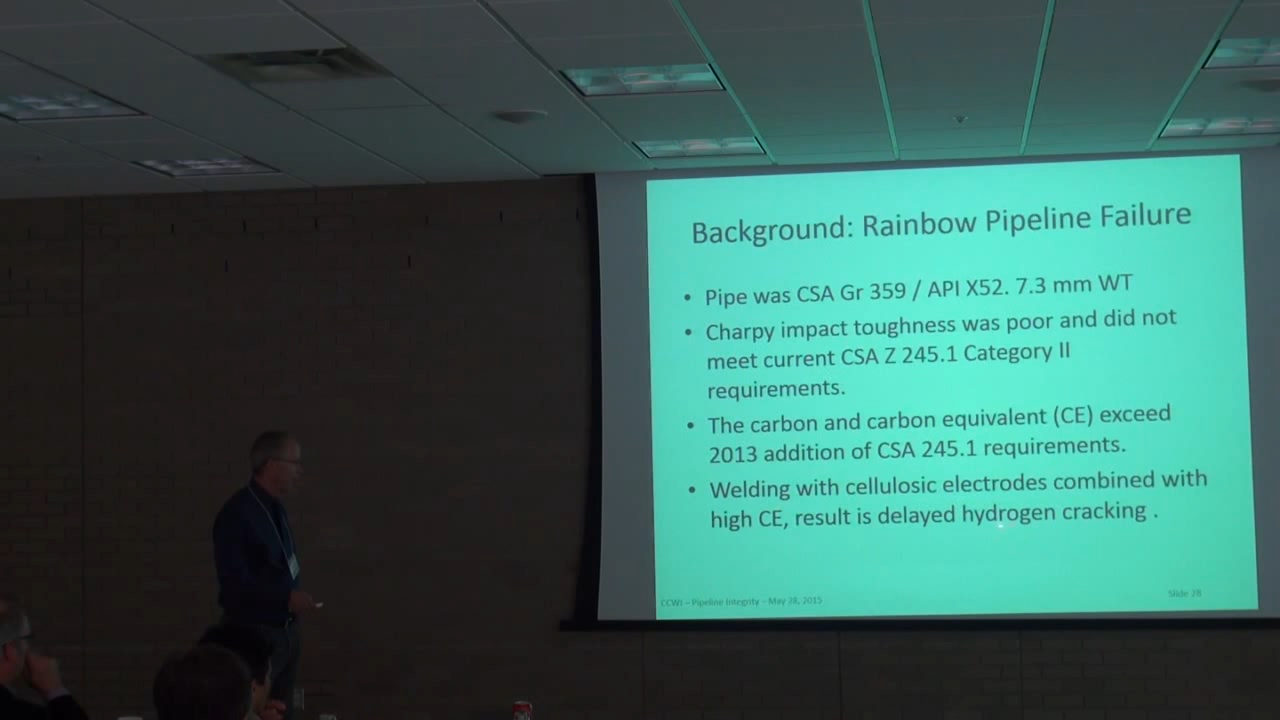 Background: Rainbow Pipeline Failure
• Pipe was CSA Gr 359 / API X52. 7.3 mm WT
• Charpy impact toughness was poor and did not
meet current CSA Z 245.1 Category II
requirements.
• The carbon and carbon equivalent (CE) exceed
2013 addition of CSA 245.1 requirements.
• Welding with cellulosic electrodes combined with
high CE, result is delayed hydrogen cracking .
CCWI – Pipeline Integrity – May 28, 2015
Slide 28